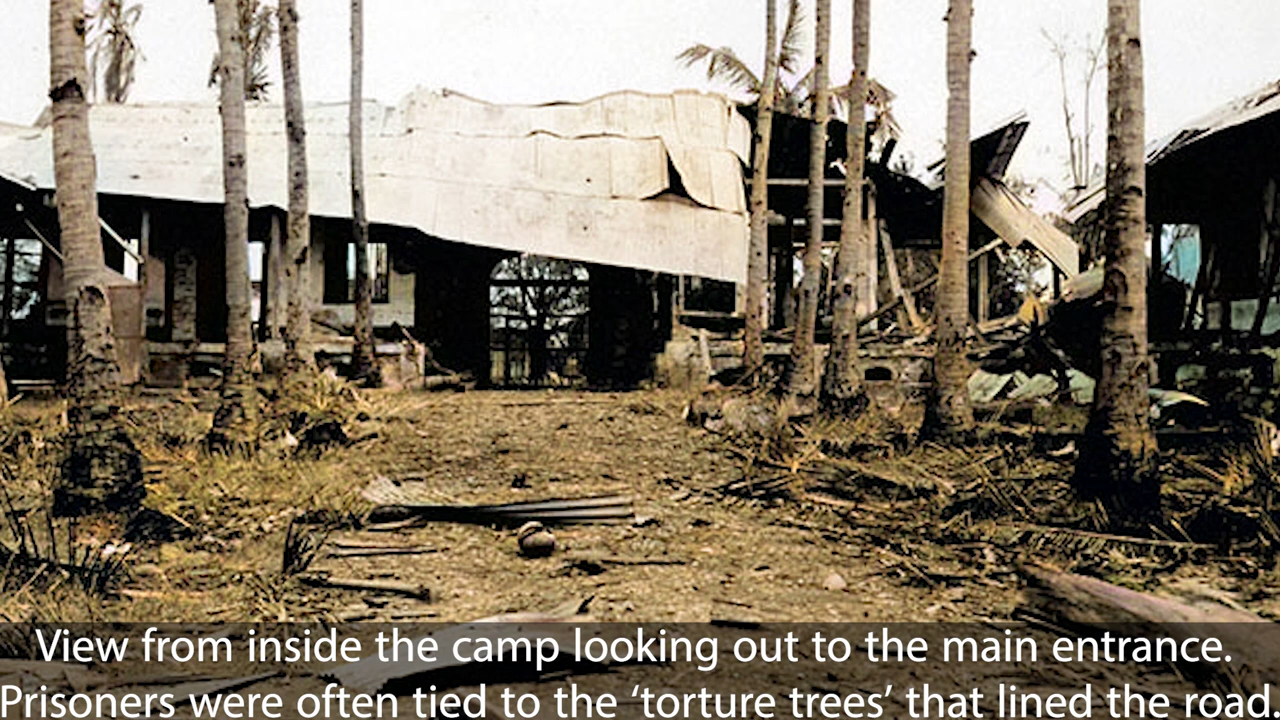 View from inside the camp looking out to the main entrance.
Prisoners were often tied to the ‘torture trees’ that lined the road.